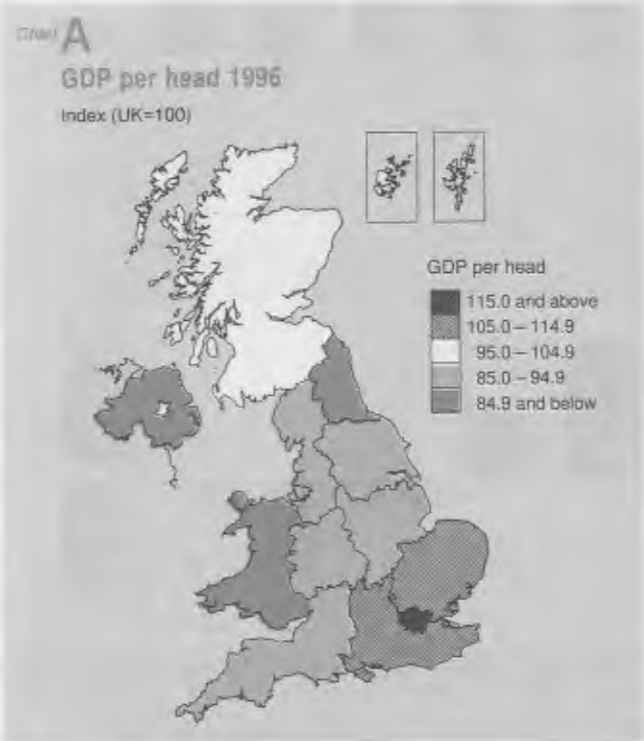 Chart A
GDP per head 1996
Index (UK=100)
GDP per head
115.0 and above
105.0 – 114.9
95.0 – 104.9
85.0 – 94.9
84.9 and below